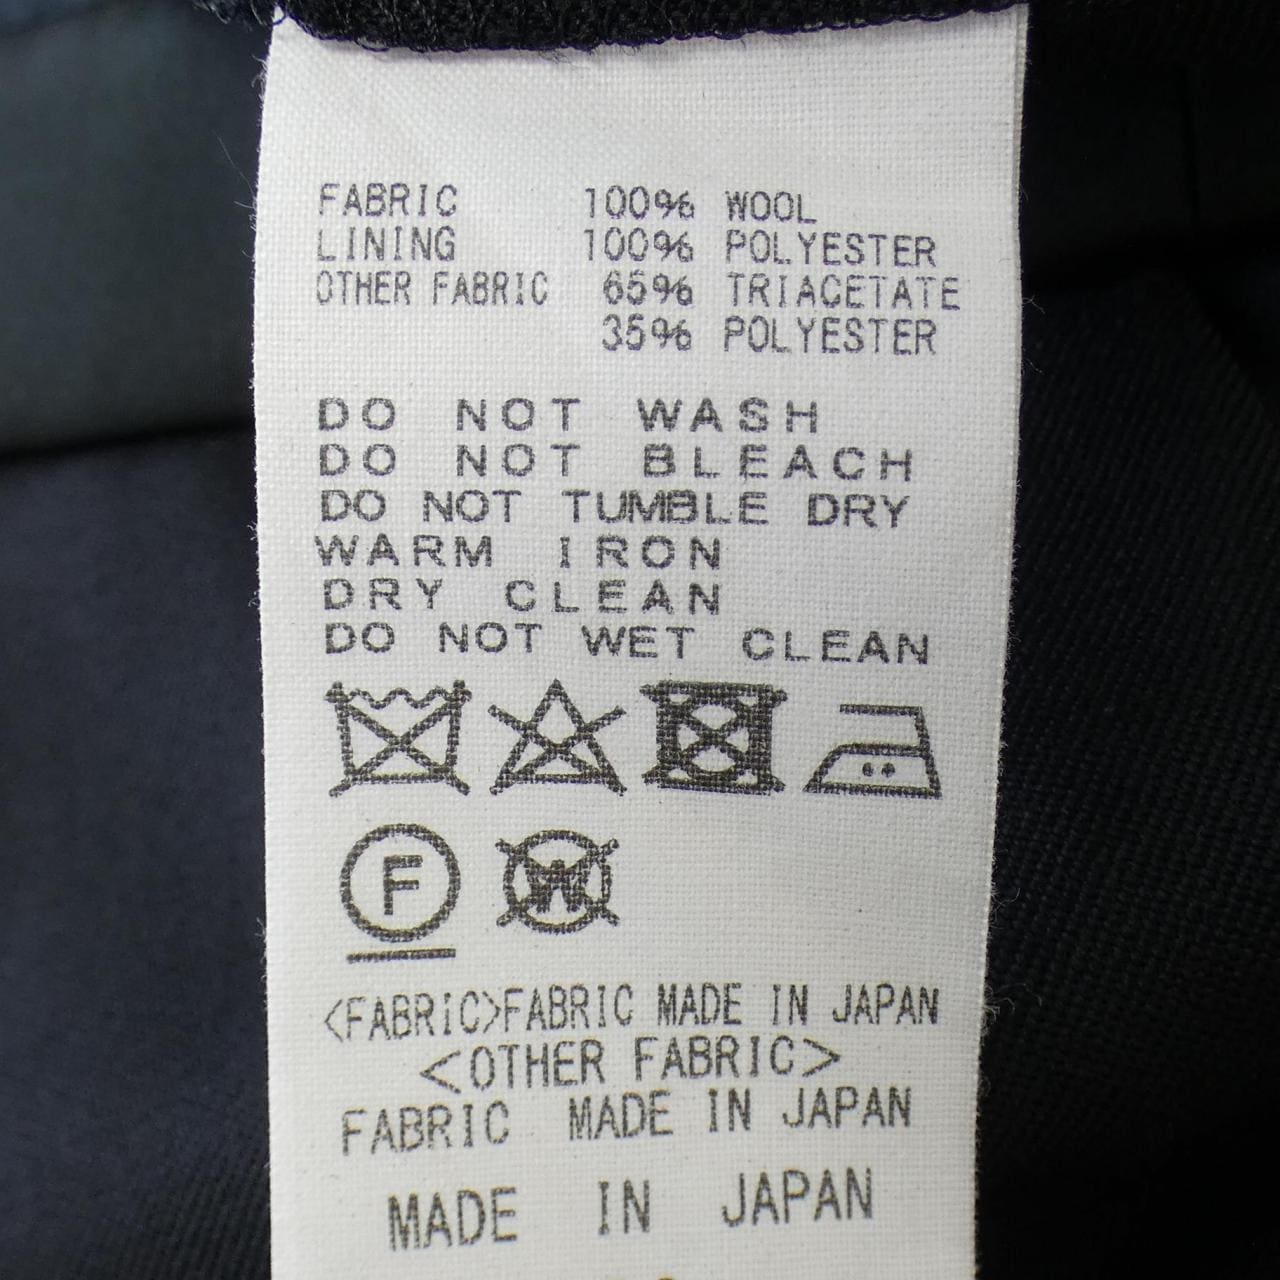 FABRIC 100% WOOL
LINING 100% POLYESTER
OTHER FABRIC 65% TRIACETATE
35% POLYESTER
DO NOT WASH
DO NOT BLEACH
DO NOT TUMBLE DRY
WARM IRON
DRY CLEAN
DO NOT WET CLEAN
F W
<FABRIC>FABRIC MADE IN JAPAN
<OTHER FABRIC>
FABRIC MADE IN JAPAN
MADE IN JAPAN